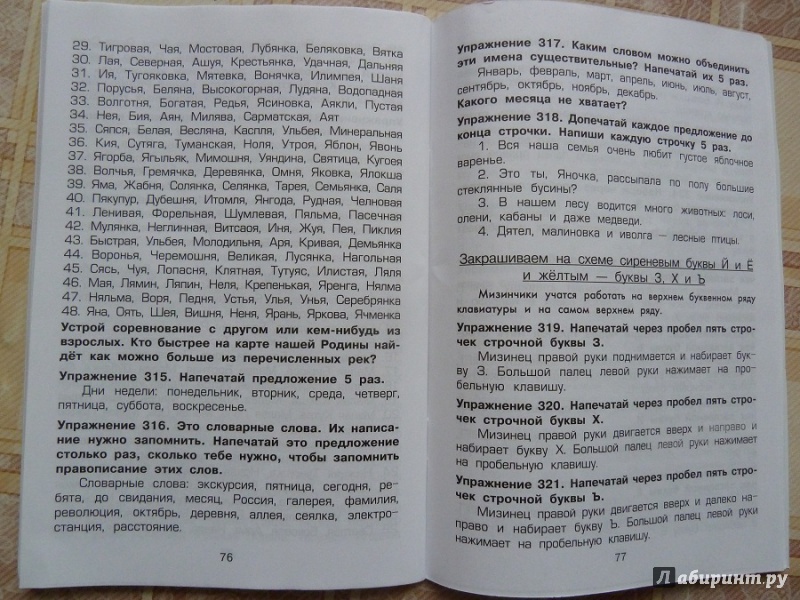 29. Тигровая, Чая, Мостовая, Лубянка, Беляковка, Вятка
30. Лая, Северная, Ашуя, Крестьянка, Удачная, Дальняя
31. Ия, Тугояковка, Мятевка, Вонячка, Илимпея, Шаня
32. Порусья, Беляна, Высокогорная, Лудяна, Водопадная
33. Волготня, Богатая, Редья, Ясиновка, Аякли, Пустая
34. Нея, Бия, Аян, Милява, Сарматская, Аят
35. Сялся, Белая, Весляна, Каспля, Ульбея, Минеральная
36. Кия, Сутяга, Туманская, Ноля, Утроя, Яблон, Явонь
37. Ягорба, Ягыльяк, Мимошня, Уяндина, Святица, Кугоея
38. Волчья, Гремячка, Деревянка, Омня, Яковка, Ялокша
39. Яма, Жабня, Солянка, Селянка, Тарея, Семьянка, Саля
40. Пякупур, Дубешня, Итомля, Янгода, Рудная, Челновая
41. Ленивая, Форельная, Шумлевая, Пяльма, Пасечная
42. Мулянка, Неглинная, Витсаоя, Иня, Жуя, Пея, Пиклия
43. Быстрая, Ульбея, Молодильня, Аря, Кривая, Демьянка
44. Воронья, Черемошня, Великая, Лусянка, Нагольная
45. Сясь, Чуя, Лопасня, Клятная, Тутуяс, Илистая, Ляля
46. Мая, Лямин, Ляпин, Неля, Крепенькая, Яренга, Нялма
47. Няльма, Воря, Педня, Устья, Улья, Унья, Серебрянка
48. Яна, Оять, Шея, Вишня, Неня, Ярань, Яркова, Ячменка
Устрой соревнование с другом или кем-нибудь из
взрослых. Кто быстрее на карте нашей Родины най-
дёт как можно больше из перечисленных рек?
Упражнение 315. Напечатай предложение 5 раз.
Дни недели: понедельник, вторник, среда, четверг,
пятница, суббота, воскресенье.
Упражнение 316. Это словарные слова. Их написа-
ние нужно запомнить. Напечатай это предложение
столько раз, сколько тебе нужно, чтобы запомнить
правописание этих слов.
Словарные слова: экскурсия, пятница, сегодня, ре-
бята, до свидания, месяц, Россия, галерея, фамилия,
революция, октябрь, деревня, аллея, сеялка, электро-
станция, расстояние.
76
Упражнение 317. Каким словом можно объединить
эти имена существительные? Напечатай их 5 раз.
Январь, февраль, март, апрель, июнь, июль, август,
сентябрь, октябрь, ноябрь, декабрь.
Какого месяца не хватает?
Упражнение 318. Допечатай каждое предложение до
конца строчки. Напиши каждую строчку 5 раз.
1. Вся наша семья очень любит густое яблочное
варенье.
2. Это ты, Яночка, рассыпала по полу большие
стеклянные бусины?
3. В нашем лесу водится много животных: лоси,
олени, кабаны и даже медведи.
4. Дятел, малиновка и иволга — лесные птицы.
Закрашиваем на схеме сиреневым буквы Й и Ё
и жёлтым — буквы З, Х и Ъ
Мизинчики учатся работать на верхнем буквенном ряду
клавиатуры и на самом верхнем ряду.
Упражнение 319. Напечатай через пробел пять стро-
чек строчной буквы З.
Мизинец правой руки поднимается и набирает бук-
ву З. Большой палец левой руки нажимает на про-
бельную клавишу.
Упражнение 320. Напечатай через пробел пять стро-
чек строчной буквы Х.
Мизинец правой руки двигается вверх и направо и
набирает букву Х. Большой палец левой руки нажимает
на пробельную клавишу.
Упражнение 321. Напечатай через пробел пять стро-
чек строчной буквы Ъ.
Мизинец правой руки двигается вверх и далеко на-
право и набирает букву Ъ. Большой палец левой руки
нажимает на пробельную клавишу.
77
Лабиринт.ру